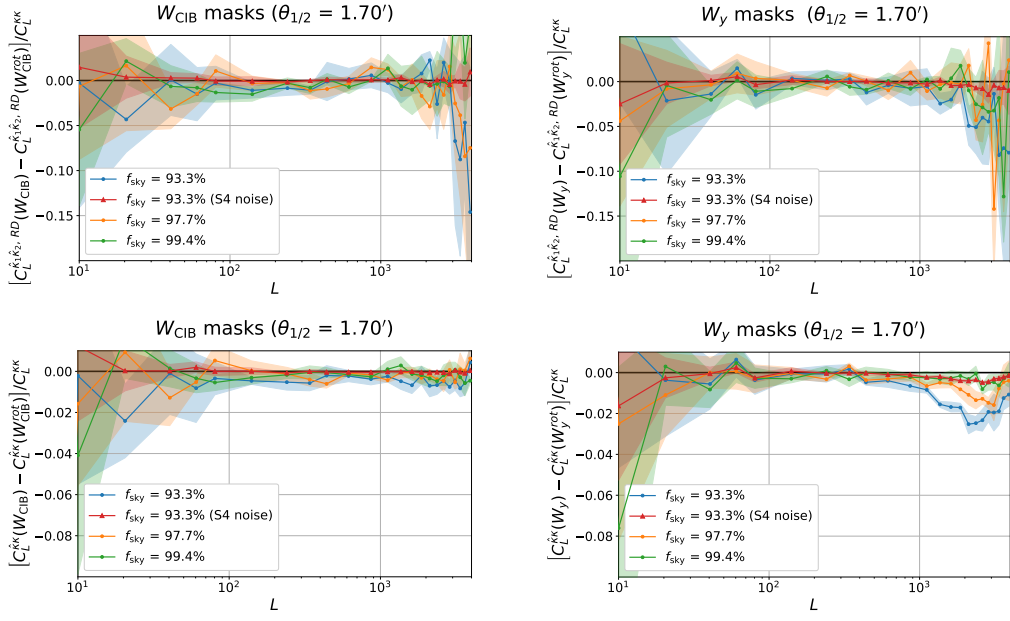 W_CIB masks (θ_1/2 = 1.70′)
[C_L^{κ̂_1κ̂_2, RD}(W_CIB) − C_L^{κ̂_1κ̂_2, RD}(W_CIB^{rot})]/C_L^{κκ}
0.00
−0.05
−0.10
−0.15
f_sky = 93.3%
f_sky = 93.3% (S4 noise)
f_sky = 97.7%
f_sky = 99.4%
10^1 10^2 10^3
L
W_y masks (θ_1/2 = 1.70′)
[C_L^{κ̂_1κ̂_2, RD}(W_y) − C_L^{κ̂_1κ̂_2, RD}(W_y^{rot})]/C_L^{κκ}
0.00
−0.05
−0.10
−0.15
f_sky = 93.3%
f_sky = 93.3% (S4 noise)
f_sky = 97.7%
f_sky = 99.4%
10^1 10^2 10^3
L
W_CIB masks (θ_1/2 = 1.70′)
[C_L^{κ̂κ}(W_CIB) − C_L^{κ̂κ}(W_CIB^{rot})]/C_L^{κκ}
0.00
−0.02
−0.04
−0.06
−0.08
f_sky = 93.3%
f_sky = 93.3% (S4 noise)
f_sky = 97.7%
f_sky = 99.4%
10^1 10^2 10^3
L
W_y masks (θ_1/2 = 1.70′)
[C_L^{κ̂κ}(W_y) − C_L^{κ̂κ}(W_y^{rot})]/C_L^{κκ}
0.00
−0.02
−0.04
−0.06
−0.08
f_sky = 93.3%
f_sky = 93.3% (S4 noise)
f_sky = 97.7%
f_sky = 99.4%
10^1 10^2 10^3
L